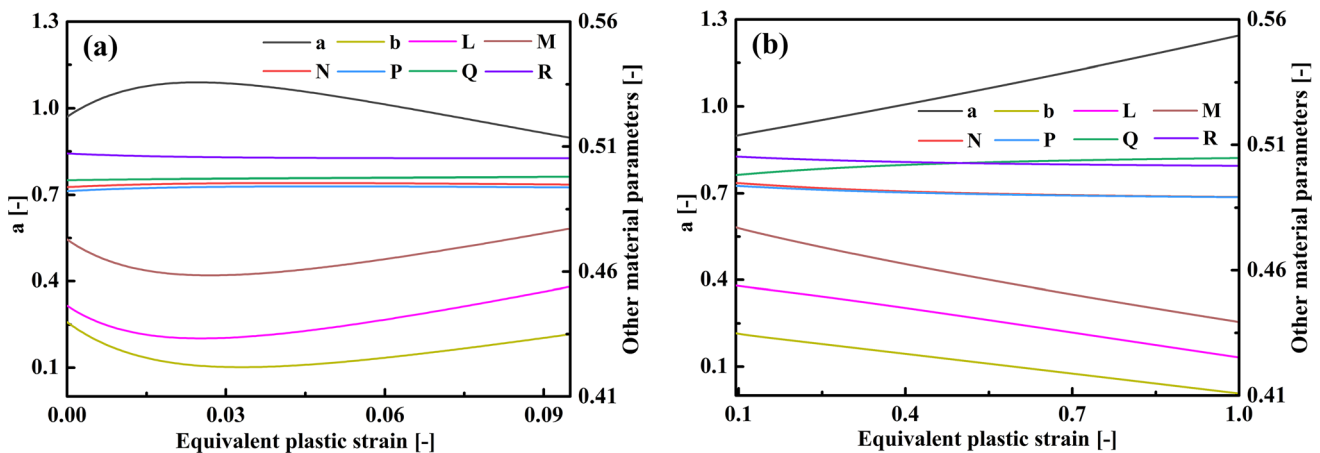 (a)
a b L M
N P Q R
1.3
1.0
0.7
0.4
0.1
a [-]
0.56
0.51
0.46
0.41
Other material parameters [-]
0.00 0.03 0.06 0.09
Equivalent plastic strain [-]
(b)
a b L M
N P Q R
1.3
1.0
0.7
0.4
0.1
a [-]
0.56
0.51
0.46
0.41
Other material parameters [-]
0.1 0.4 0.7 1.0
Equivalent plastic strain [-]